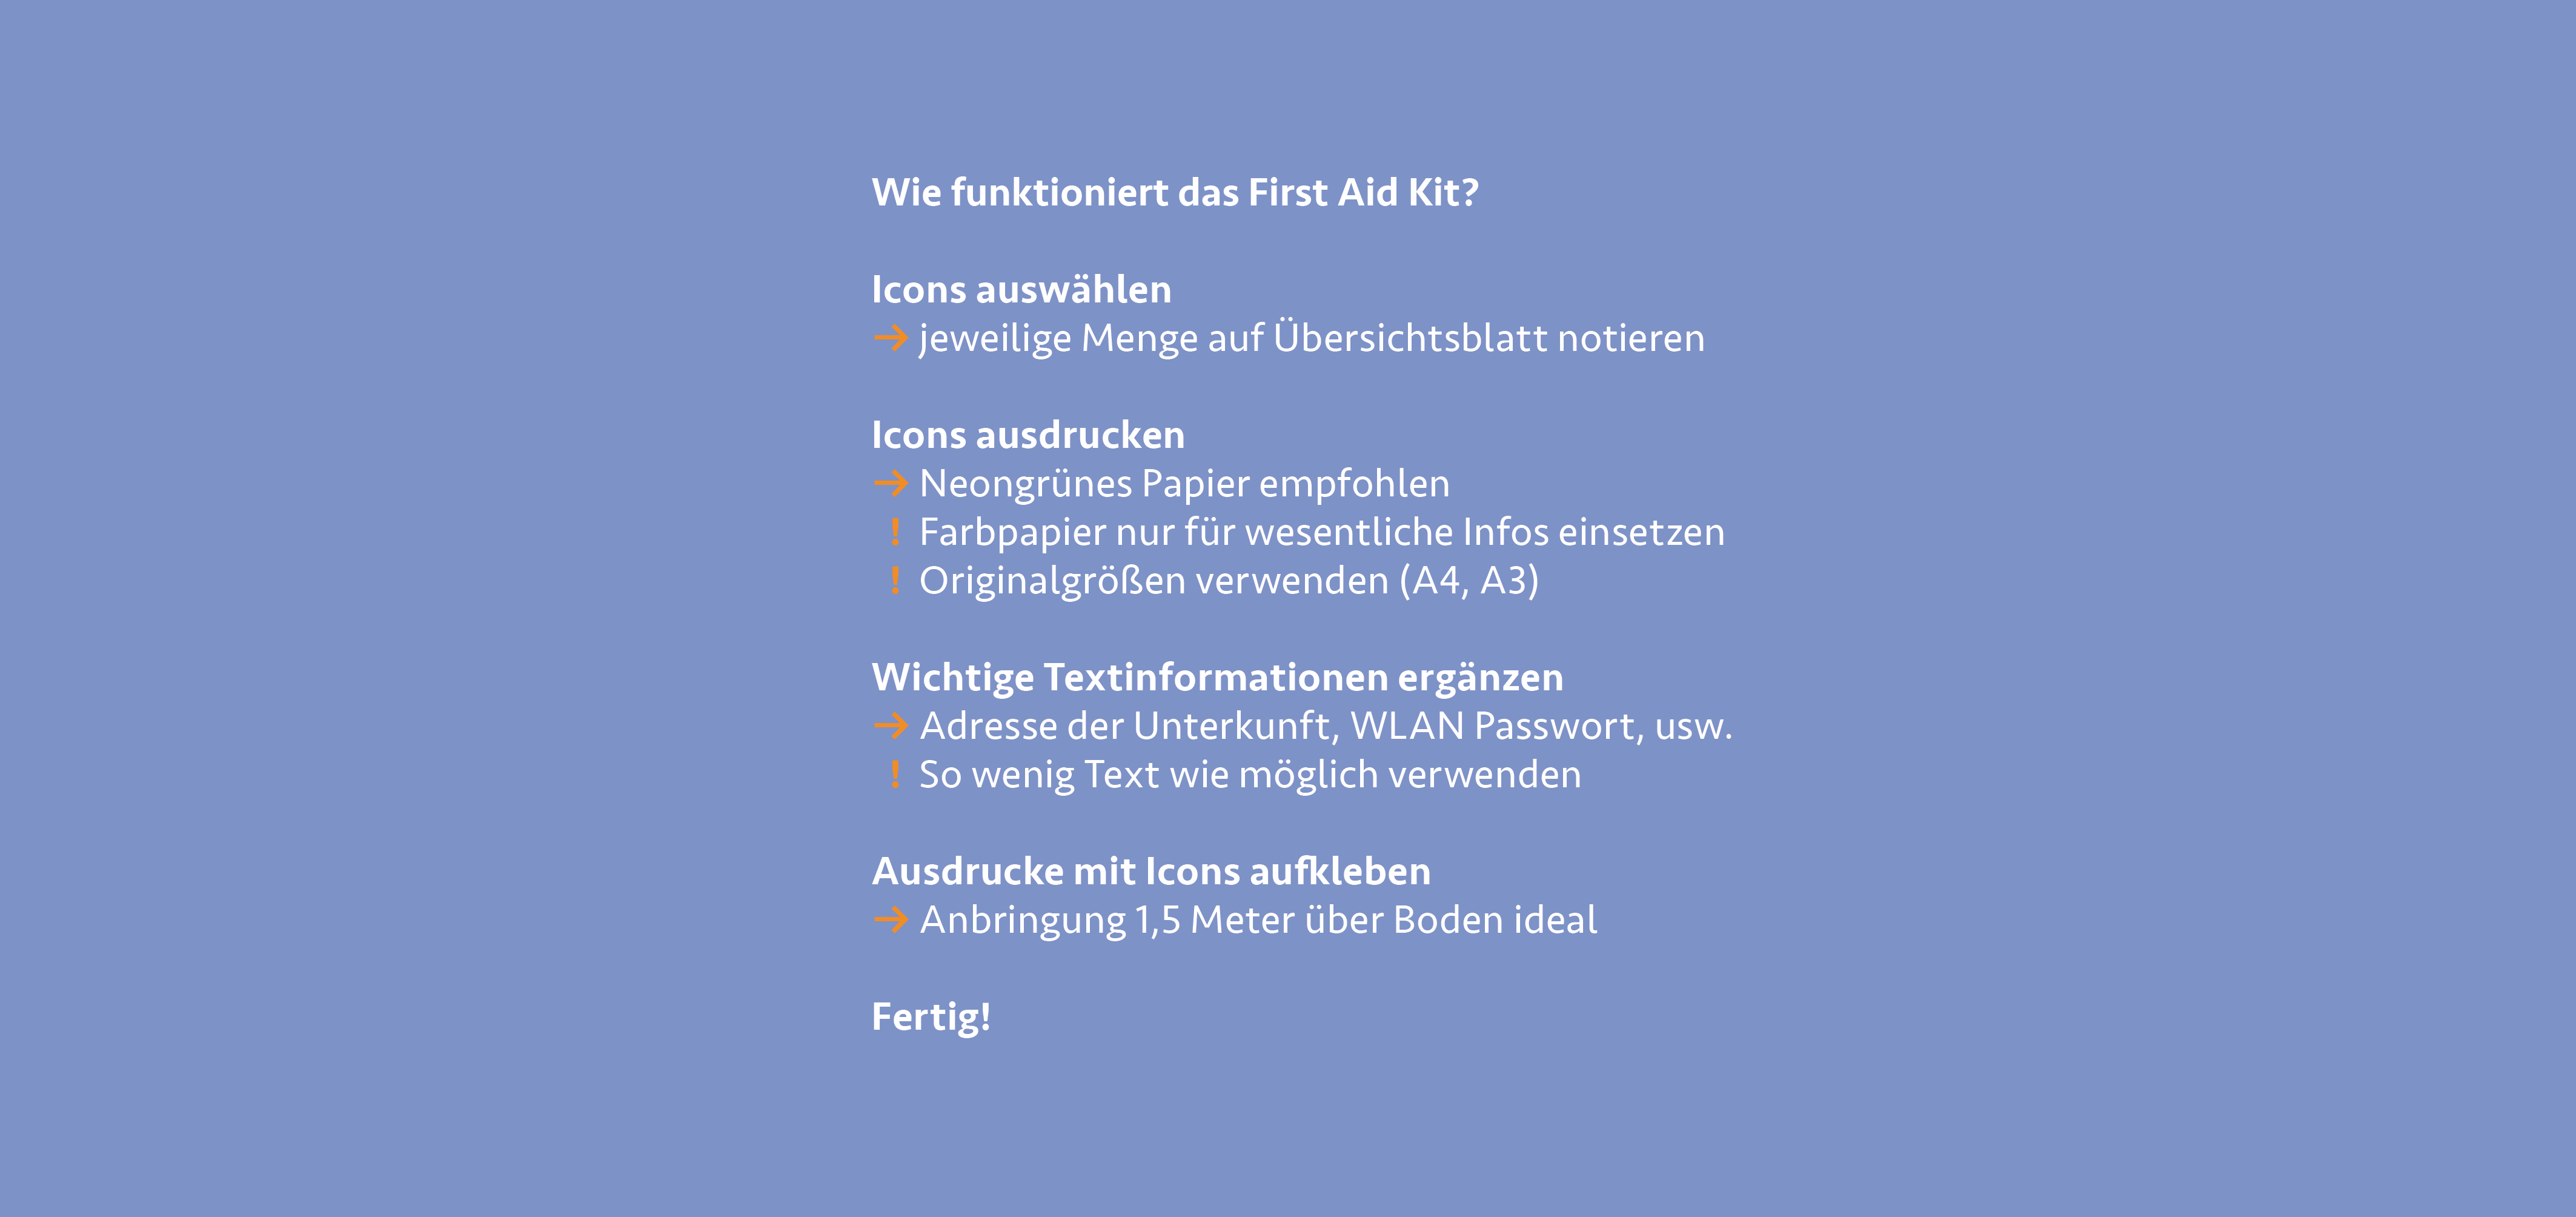 Wie funktioniert das First Aid Kit?
Icons auswählen
→ jeweilige Menge auf Übersichtsblatt notieren
Icons ausdrucken
→ Neongrünes Papier empfohlen
! Farbpapier nur für wesentliche Infos einsetzen
! Originalgrößen verwenden (A4, A3)
Wichtige Textinformationen ergänzen
→ Adresse der Unterkunft, WLAN Passwort, usw.
! So wenig Text wie möglich verwenden
Ausdrucke mit Icons aufkleben
→ Anbringung 1,5 Meter über Boden ideal
Fertig!